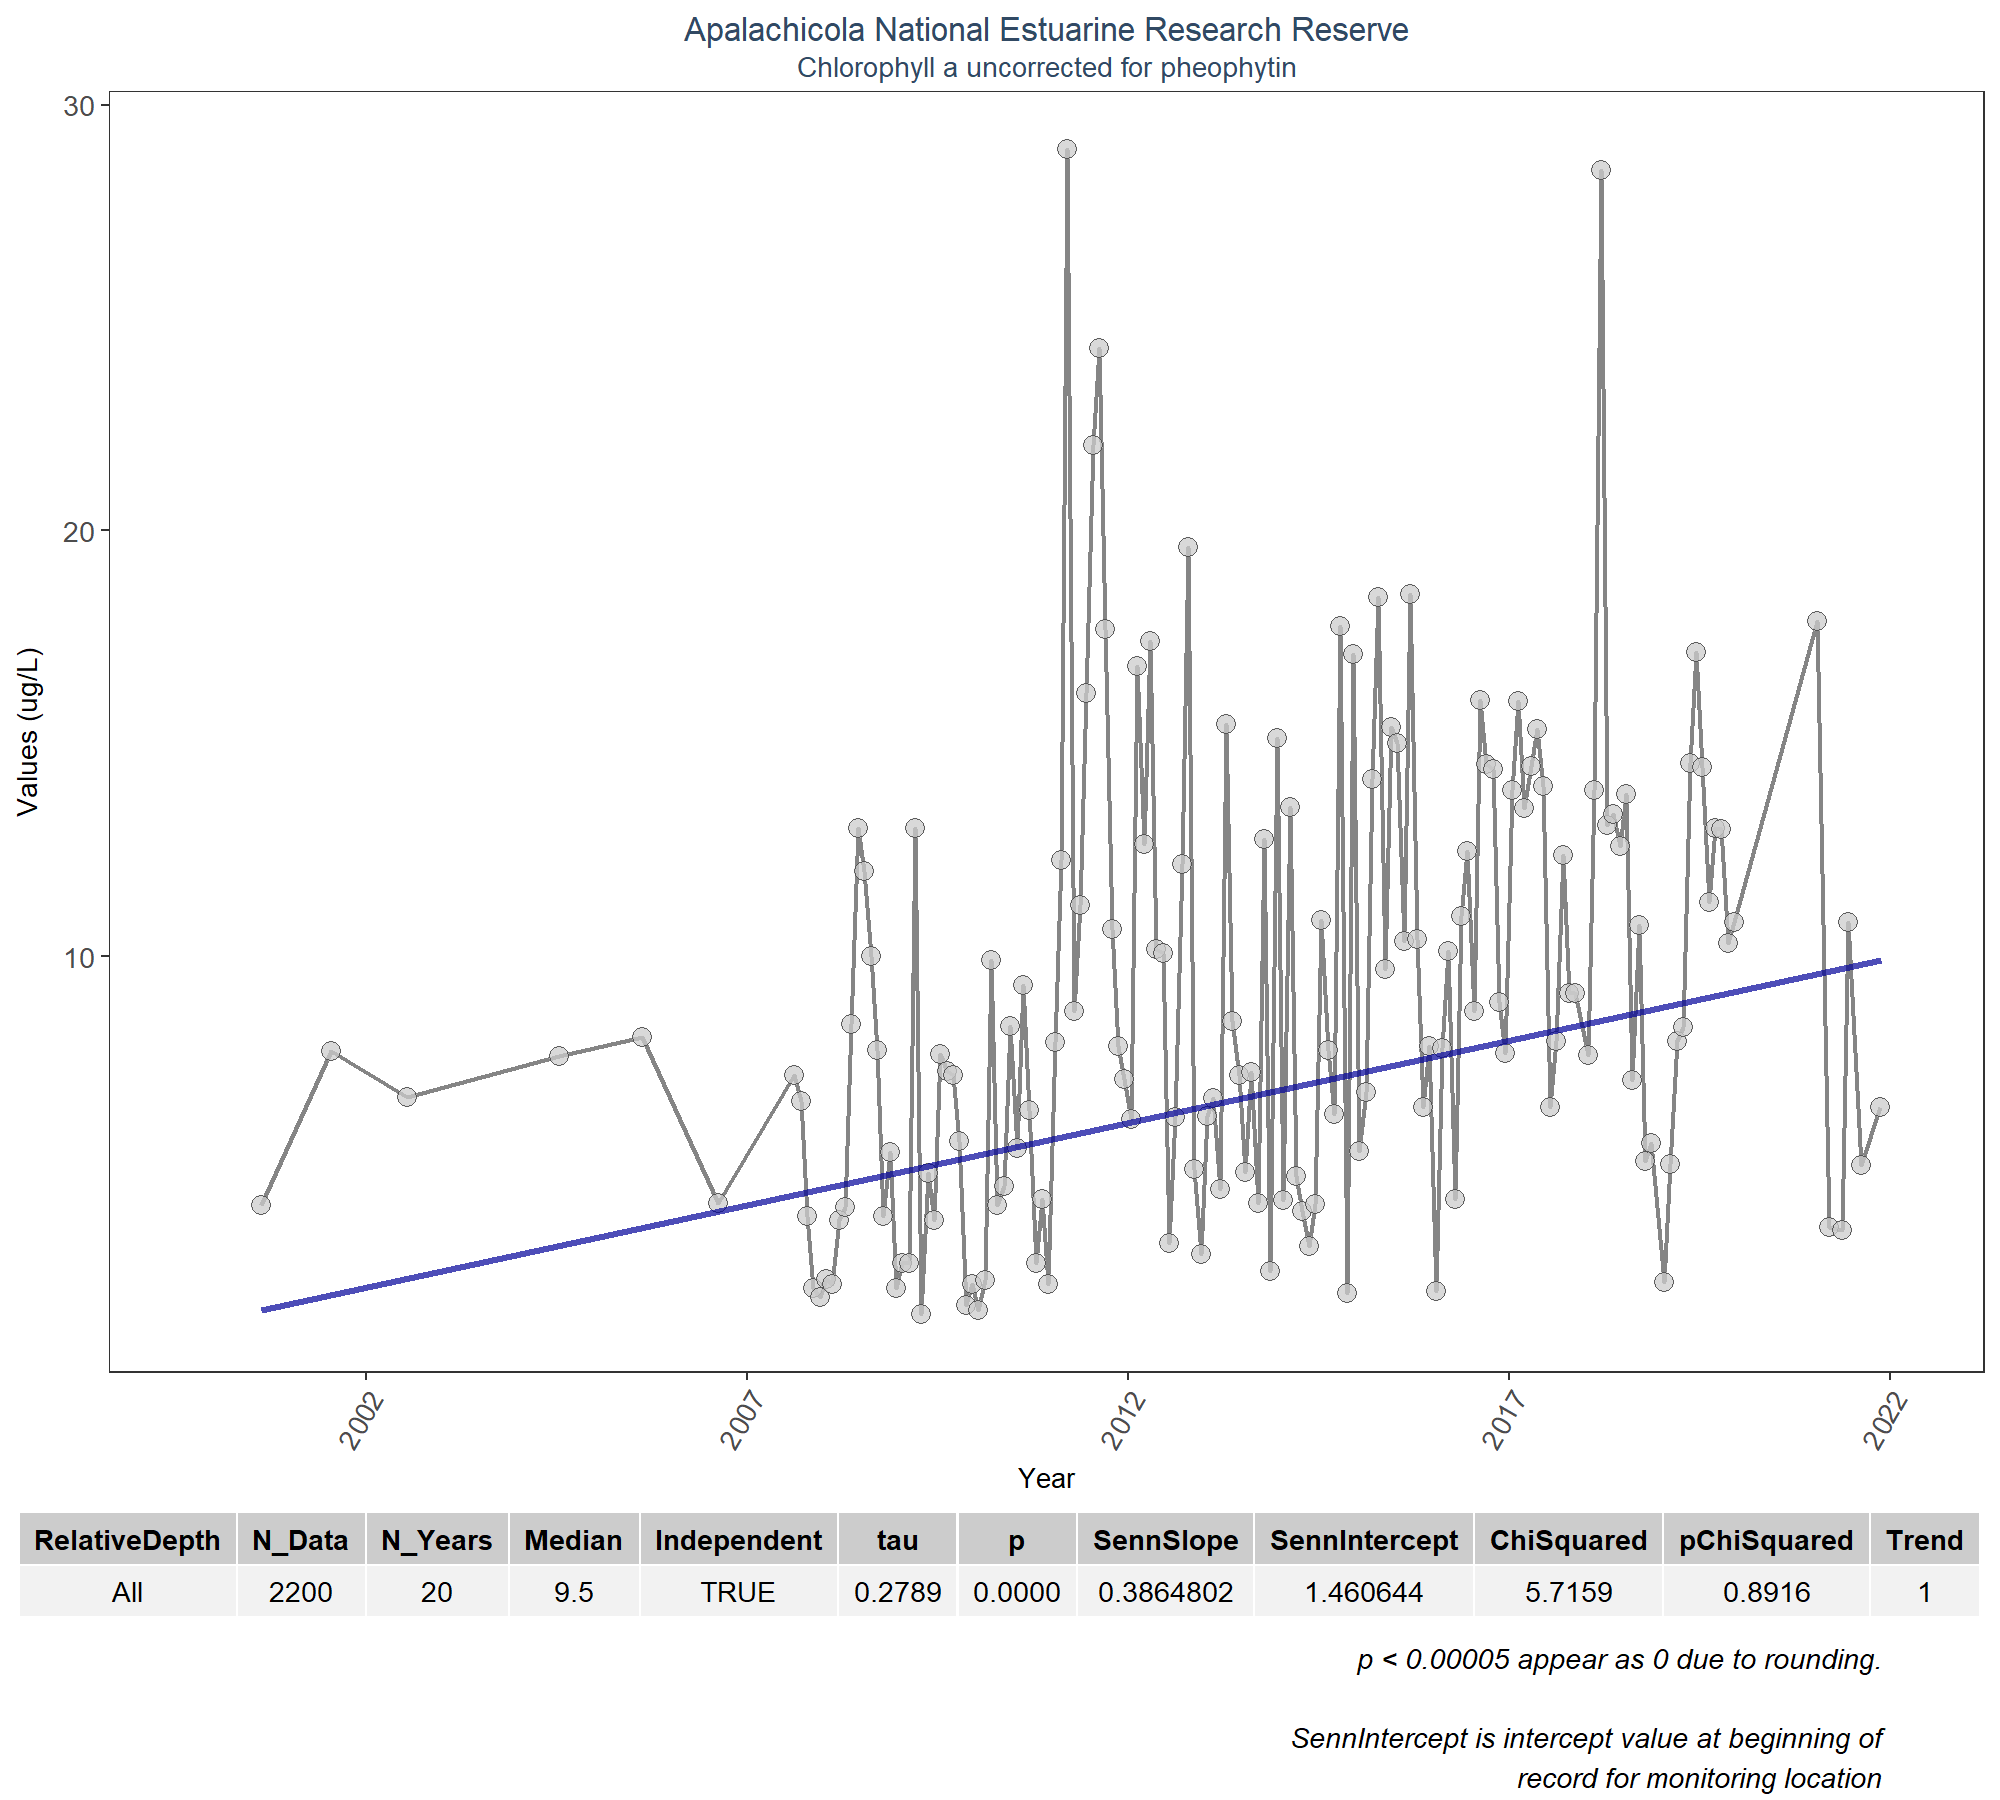 Apalachicola National Estuarine Research Reserve
Chlorophyll a uncorrected for pheophytin
30
20
10
Values (ug/L)
2002
2007
2012
2017
2022
Year
RelativeDepth N_Data N_Years Median Independent tau p SennSlope SennIntercept ChiSquared pChiSquared Trend
All 2200 20 9.5 TRUE 0.2789 0.0000 0.3864802 1.460644 5.7159 0.8916 1
p < 0.00005 appear as 0 due to rounding.
SennIntercept is intercept value at beginning of
record for monitoring location